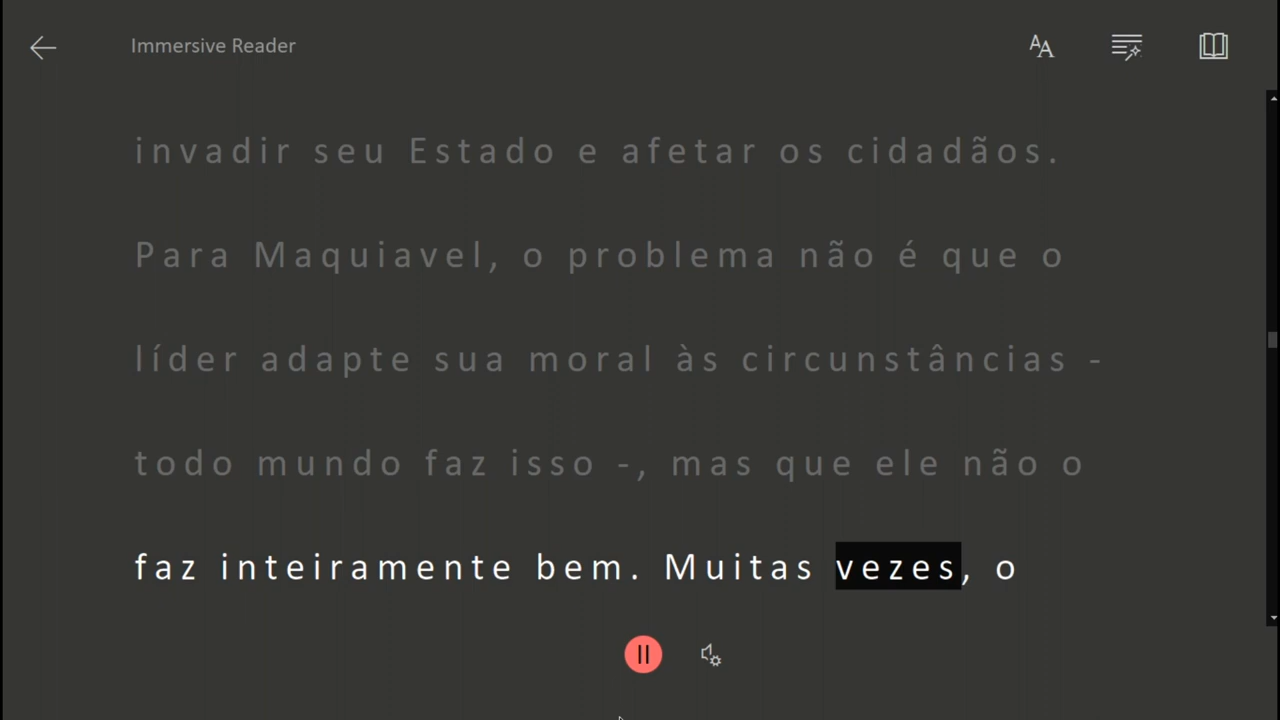 Immersive Reader
invadir seu Estado e afetar os cidadãos.
Para Maquiavel, o problema não é que o
líder adapte sua moral às circunstâncias -
todo mundo faz isso -, mas que ele não o
faz inteiramente bem. Muitas vezes, o